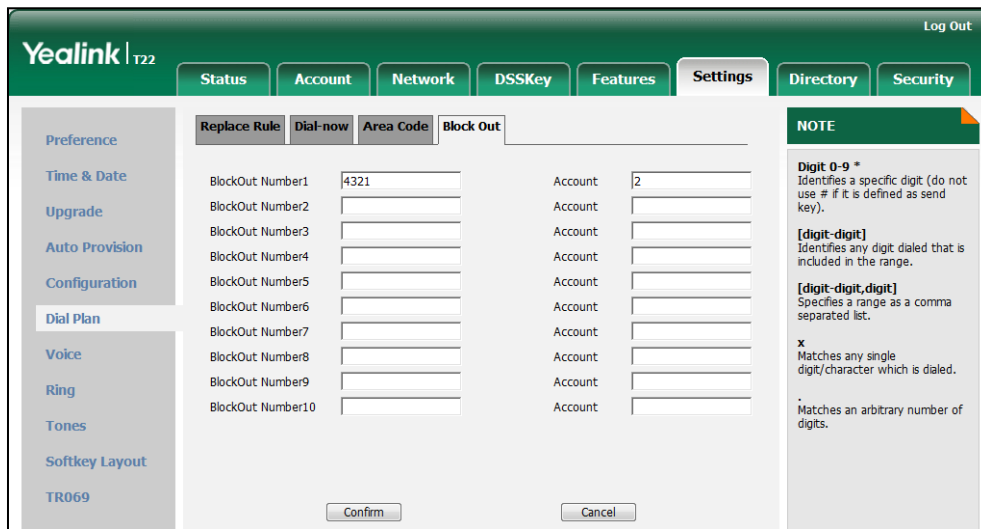 Log Out
Yealink | T22
Status Account Network DSSKey Features Settings Directory Security
Preference
Time & Date
Upgrade
Auto Provision
Configuration
Dial Plan
Voice
Ring
Tones
Softkey Layout
TR069
Replace Rule Dial-now Area Code Block Out
BlockOut Number1 4321 Account 2
BlockOut Number2 Account
BlockOut Number3 Account
BlockOut Number4 Account
BlockOut Number5 Account
BlockOut Number6 Account
BlockOut Number7 Account
BlockOut Number8 Account
BlockOut Number9 Account
BlockOut Number10 Account
Confirm Cancel
NOTE
Digit 0-9 *
Identifies a specific digit (do not
use # if it is defined as send
key).
[digit-digit]
Identifies any digit dialed that is
included in the range.
[digit-digit,digit]
Specifies a range as a comma
separated list.
x
Matches any single
digit/character which is dialed.
.
Matches an arbitrary number of
digits.